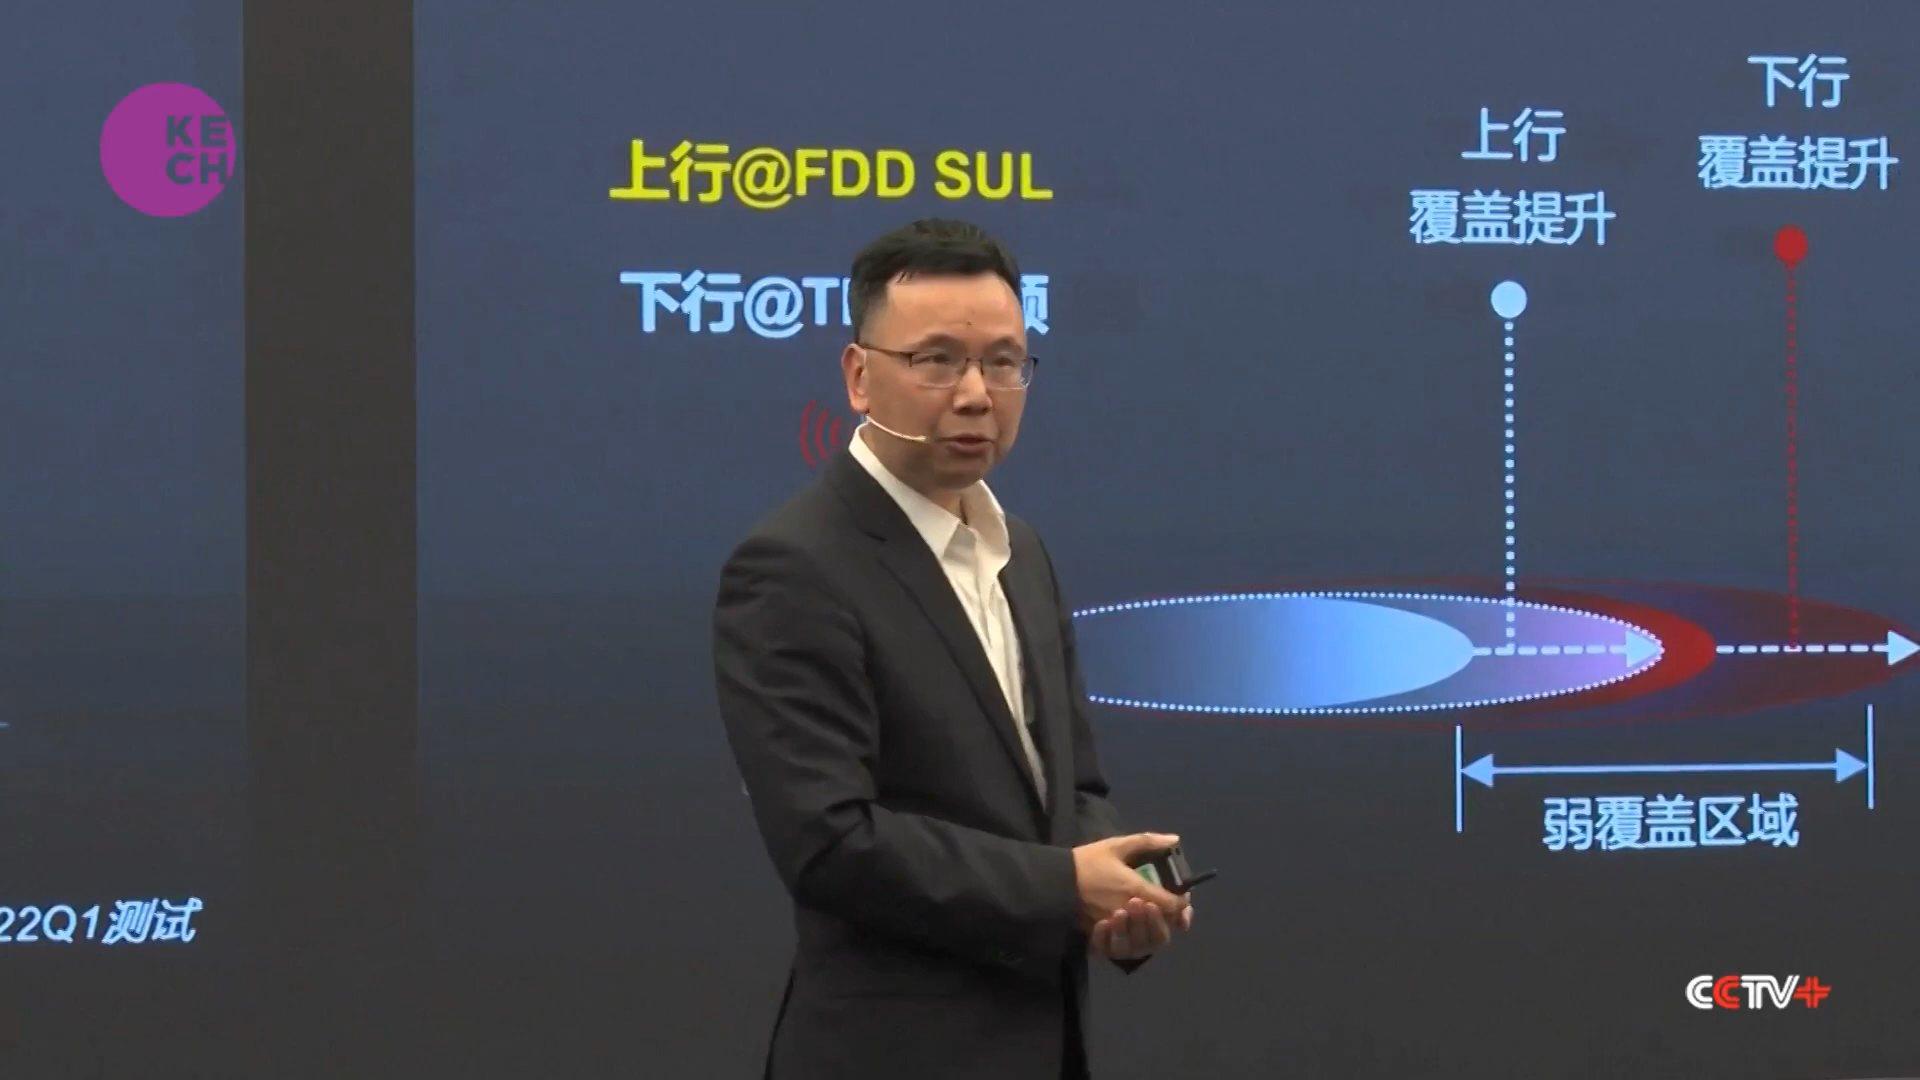 KE
CH
上行@FDD SUL
下行@T
频
上行
覆盖提升
下行
覆盖提升
弱覆盖区域
22Q1测试
CCTV+